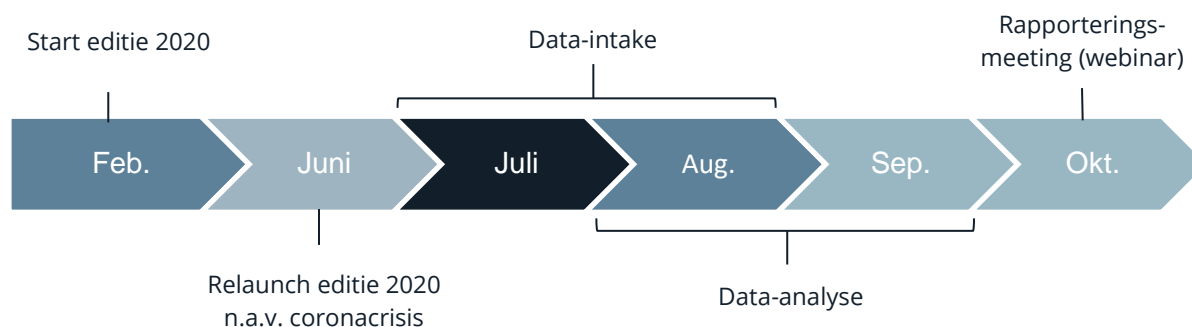 Start editie 2020
Data-intake
Rapporterings-
meeting (webinar)
Feb.
Juni
Juli
Aug.
Sep.
Okt.
Relaunch editie 2020
n.a.v. coronacrisis
Data-analyse